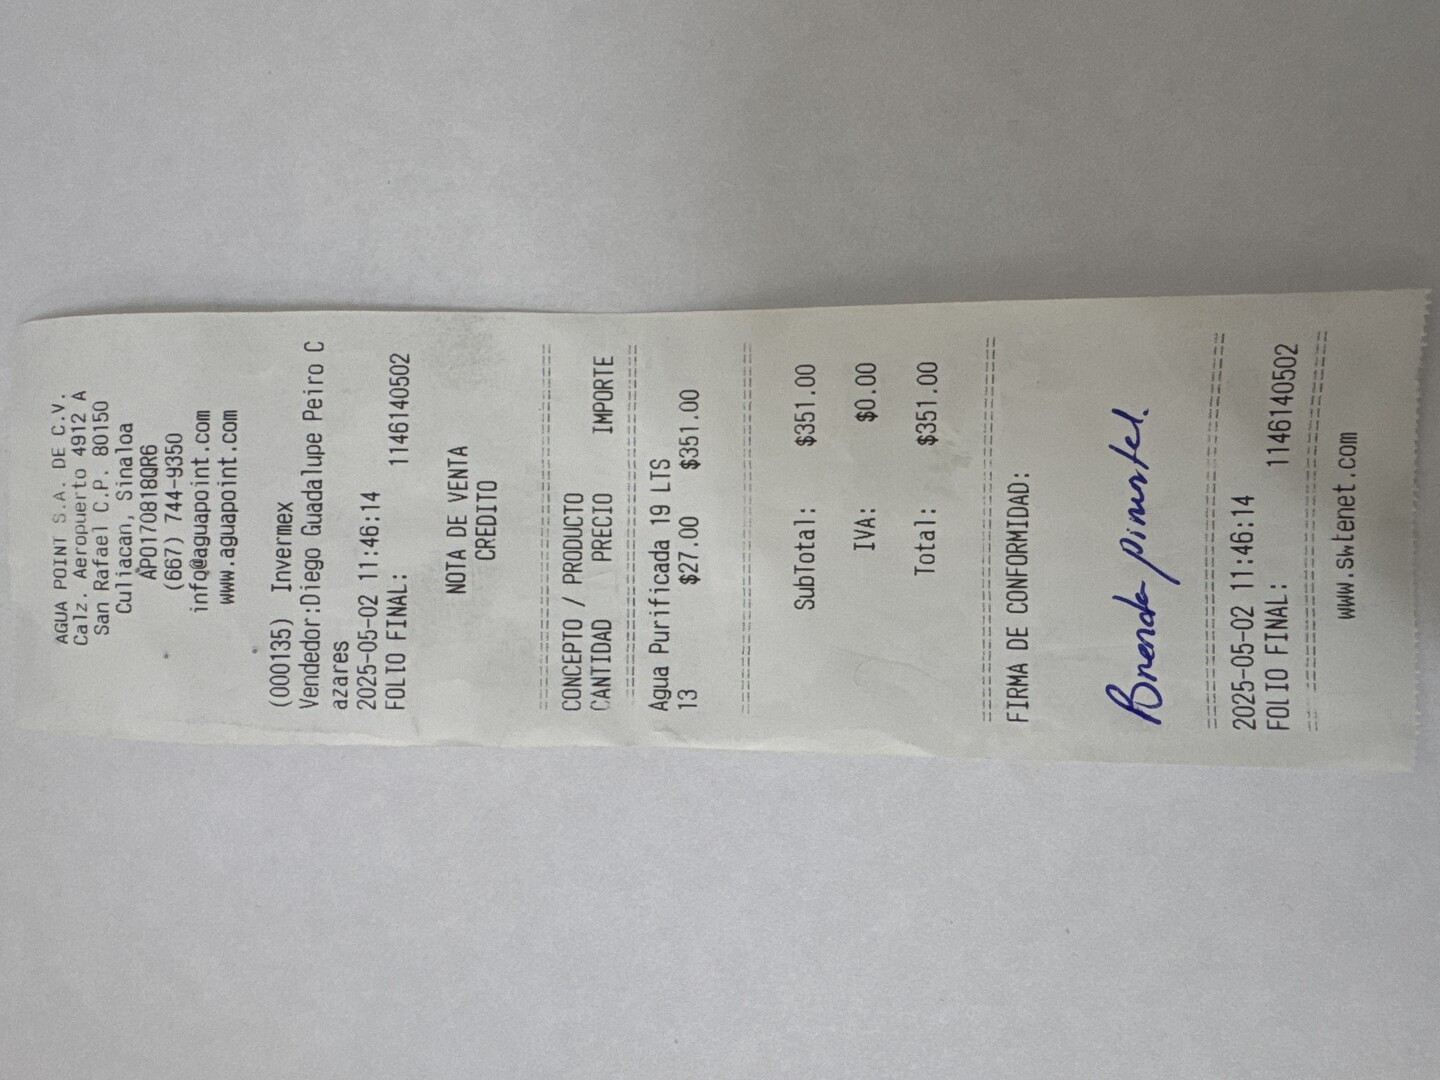 AGUA POINT S.A. DE C.V.
Calz. Aeropuerto 4912 A
San Rafael C.P. 80150
Culiacan, Sinaloa
APO170818QR6
(667) 744-9350
info@aguapoint.com
www.aguapoint.com
(000135) Invermex
Vendedor:Diego Guadalupe Peiro C
azares
2025-05-02 11:46:14
FOLIO FINAL: 1146140502
NOTA DE VENTA
CREDITO
================================
CONCEPTO / PRODUCTO
CANTIDAD PRECIO IMPORTE
================================
Agua Purificada 19 LTS
13 $27.00 $351.00
================================
SubTotal: $351.00
IVA: $0.00
Total: $351.00
================================
FIRMA DE CONFORMIDAD:
Brenda
================================
2025-05-02 11:46:14
FOLIO FINAL: 1146140502
================================
www.swtenet.com